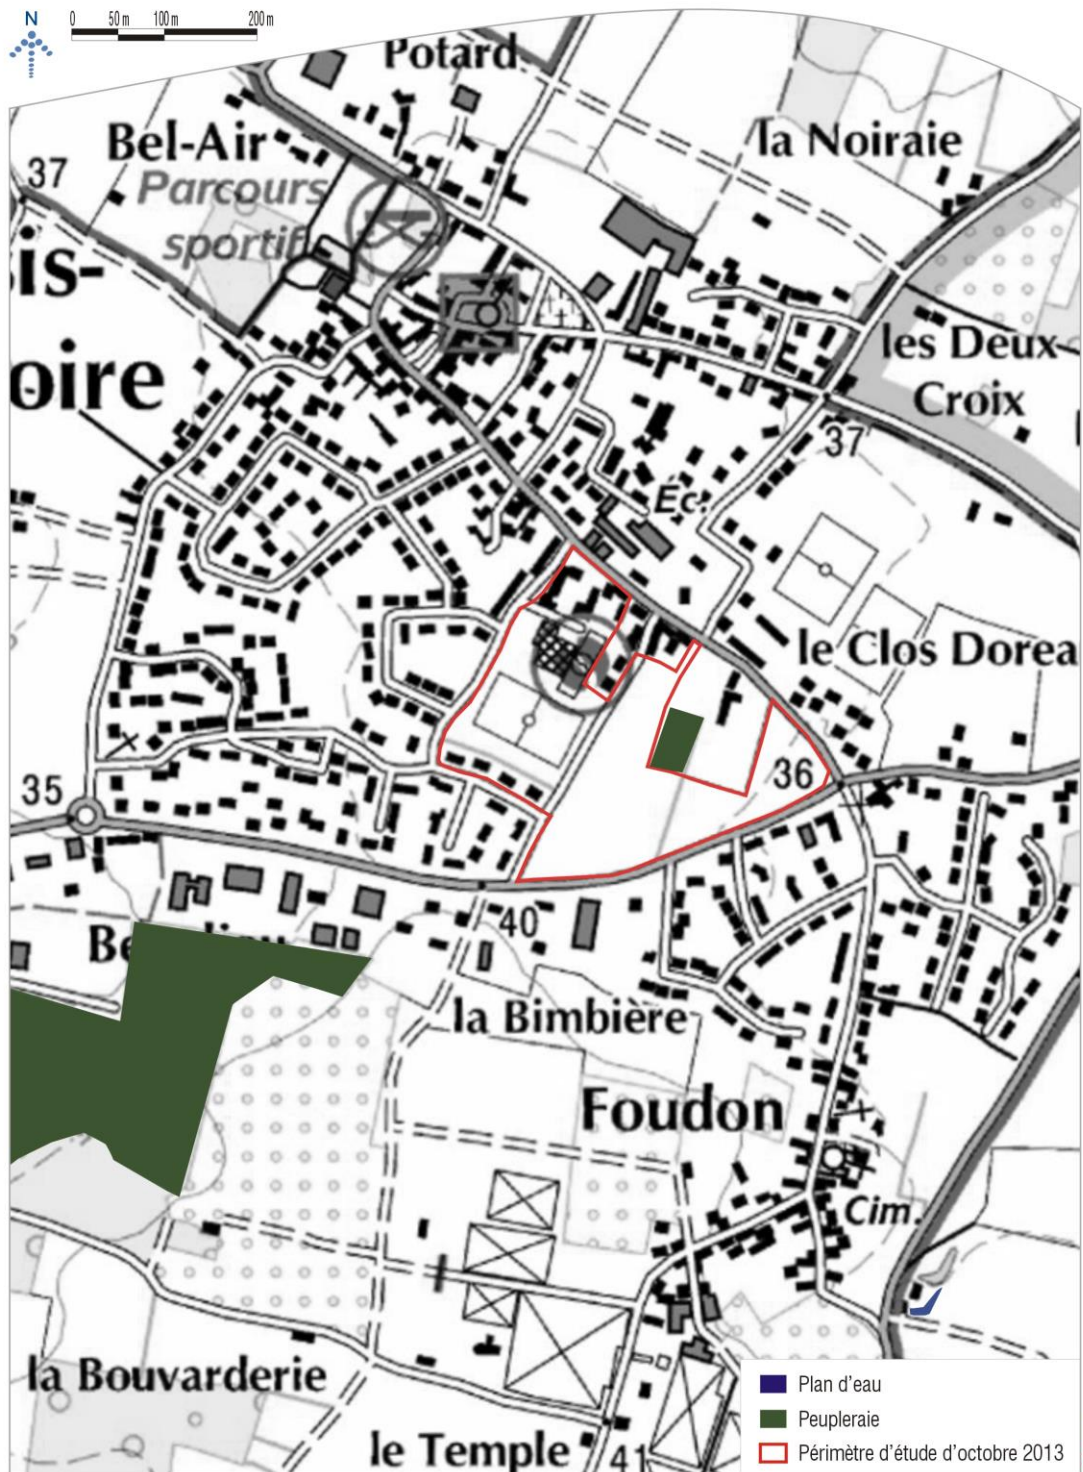 N
0 50 m 100 m 200 m
Potard
Bel-Air
la Noiraie
37
Parcours
sportif
sis-
les Deux
Croix
oire
37
Éc.
le Clos Dorea
36
35
40
la Bimbière
Foudon
Cim.
la Bouvarderie
le Temple
41
Plan d'eau
Peupleraie
Périmètre d'étude d'octobre 2013